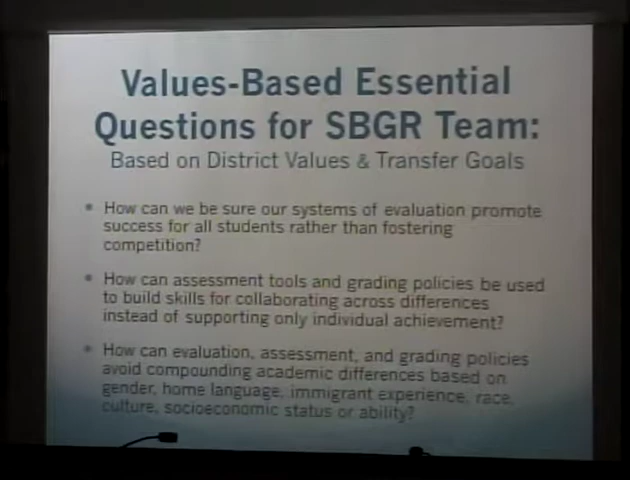 Values-Based Essential
Questions for SBGR Team:
Based on District Values & Transfer Goals
• How can we be sure our systems of evaluation promote
success for all students rather than fostering
competition?
• How can assessment tools and grading policies be used
to build skills for collaborating across differences
instead of supporting only individual achievement?
• How can evaluation, assessment, and grading policies
avoid compounding academic differences based on
gender, home language, immigrant experience, race,
culture, socioeconomic status or ability?